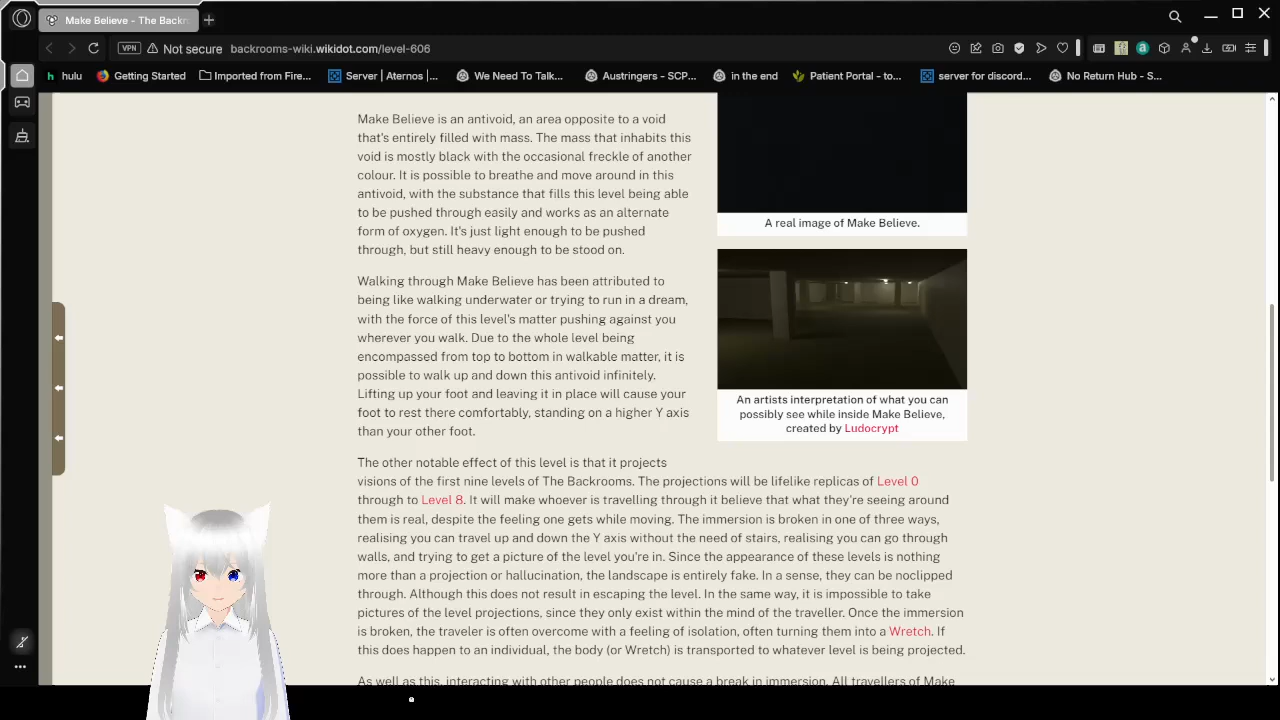 Make Believe - The Backr
Not secure backrooms-wiki.wikidot.com/level-606
VPN
hulu
Getting Started
Imported from Fire...
Server | Aternos |...
We Need To Talk...
Austringers - SCP...
in the end
Patient Portal - to...
server for discord...
No Return Hub - S...
Make Believe is an antivoid, an area opposite to a void
that's entirely filled with mass. The mass that inhabits this
void is mostly black with the occasional freckle of another
colour. It is possible to breathe and move around in this
antivoid, with the substance that fills this level being able
to be pushed through easily and works as an alternate
form of oxygen. It's just light enough to be pushed
through, but still heavy enough to be stood on.
A real image of Make Believe.
Walking through Make Believe has been attributed to
being like walking underwater or trying to run in a dream,
with the force of this level's matter pushing against you
wherever you walk. Due to the whole level being
encompassed from top to bottom in walkable matter, it is
possible to walk up and down this antivoid infinitely.
Lifting up your foot and leaving it in place will cause your
foot to rest there comfortably, standing on a higher Y axis
than your other foot.
An artists interpretation of what you can
possibly see while inside Make Believe,
created by Ludocrypt
The other notable effect of this level is that it projects
visions of the first nine levels of The Backrooms. The projections will be lifelike replicas of Level 0
through to Level 8. It will make whoever is travelling through it believe that what they're seeing around
them is real, despite the feeling one gets while moving. The immersion is broken in one of three ways,
realising you can travel up and down the Y axis without the need of stairs, realising you can go through
walls, and trying to get a picture of the level you're in. Since the appearance of these levels is nothing
more than a projection or hallucination, the landscape is entirely fake. In a sense, they can be noclipped
through. Although this does not result in escaping the level. In the same way, it is impossible to take
pictures of the level projections, since they only exist within the mind of the traveller. Once the immersion
is broken, the traveler is often overcome with a feeling of isolation, often turning them into a Wretch. If
this does happen to an individual, the body (or Wretch) is transported to whatever level is being projected.
As well as this, interacting with other people does not cause a break in immersion. All travellers of Make